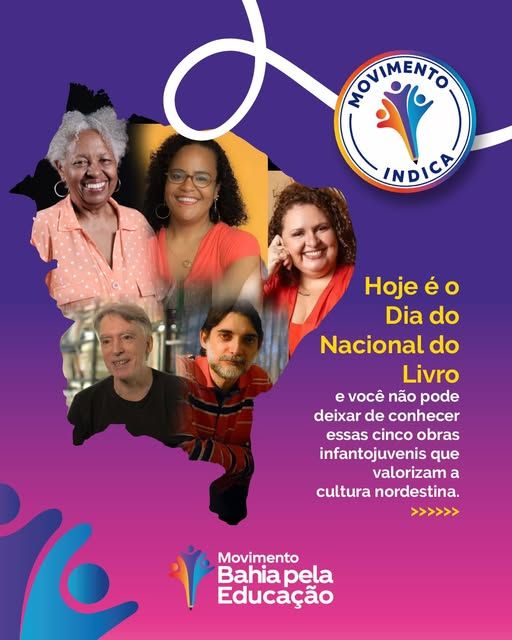 MOVIMENTO
INDICA
Hoje é o
Dia do
Nacional do
Livro
e você não pode
deixar de conhecer
essas cinco obras
infantojuvenis que
valorizam a
cultura nordestina.
>>>>>>
Movimento
Bahia pela
Educação